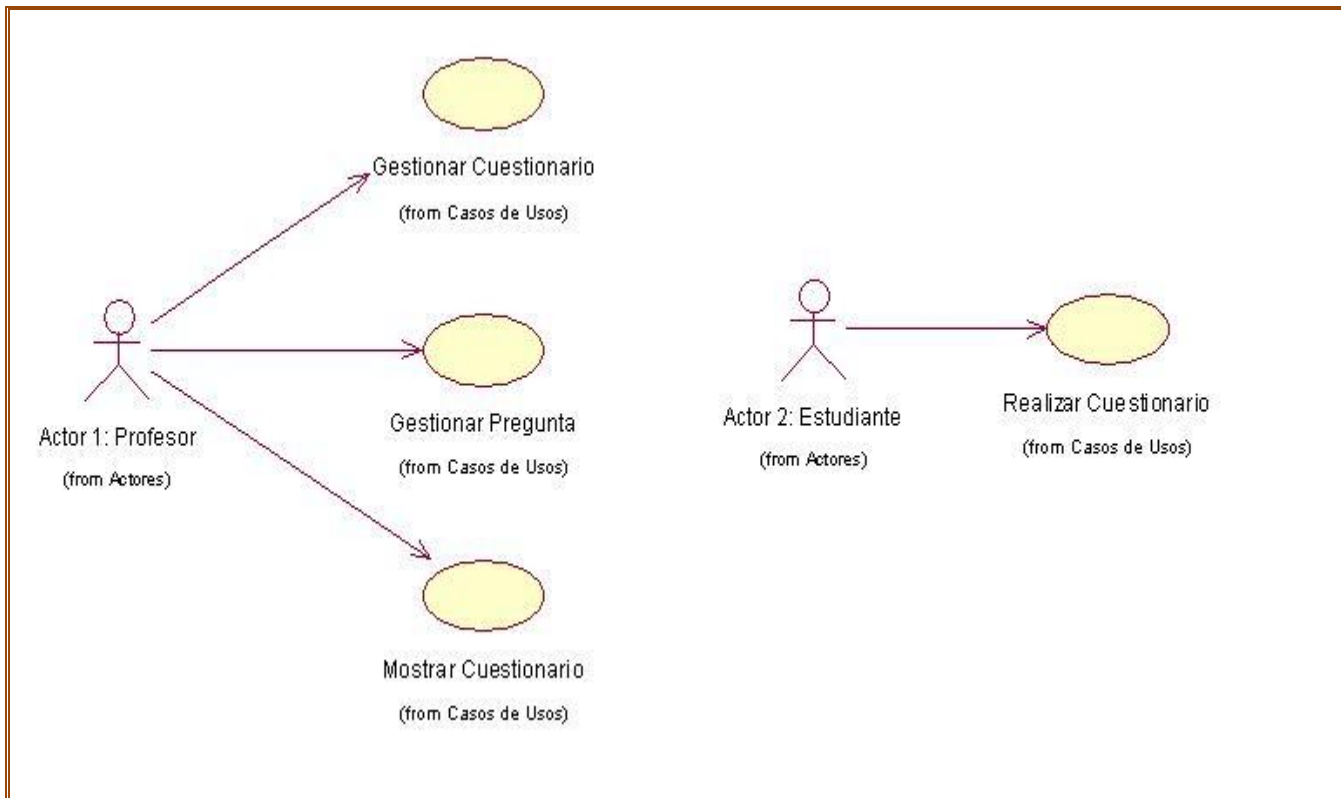 Gestionar Cuestionario
(from Casos de Usos)
Actor 1: Profesor
(from Actores)
Gestionar Pregunta
(from Casos de Usos)
Mostrar Cuestionario
(from Casos de Usos)
Actor 2: Estudiante
(from Actores)
Realizar Cuestionario
(from Casos de Usos)